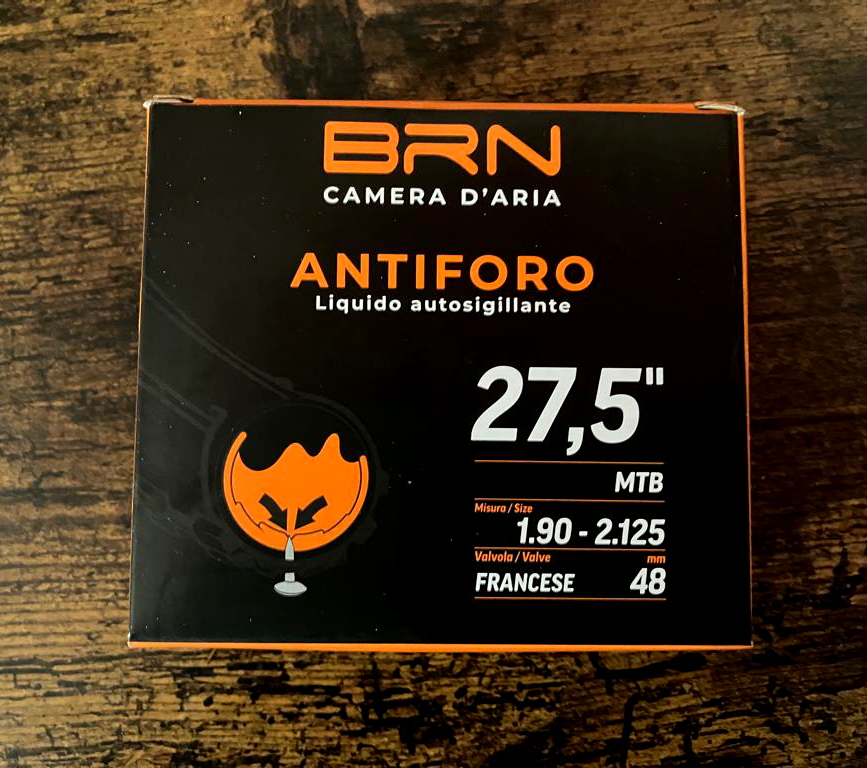 BRN
CAMERA D'ARIA
ANTIFORO
Liquido autosigillante
27,5"
MTB
Misura / Size
1.90 - 2.125
Valvola / Valve mm
FRANCESE 48